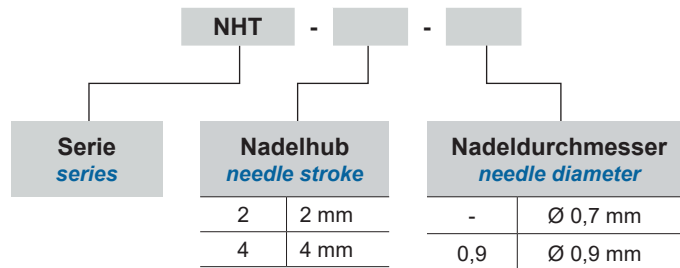 NHT - -
Serie
series
Nadelhub
needle stroke
2 2 mm
4 4 mm
Nadeldurchmesser
needle diameter
- Ø 0,7 mm
0,9 Ø 0,9 mm